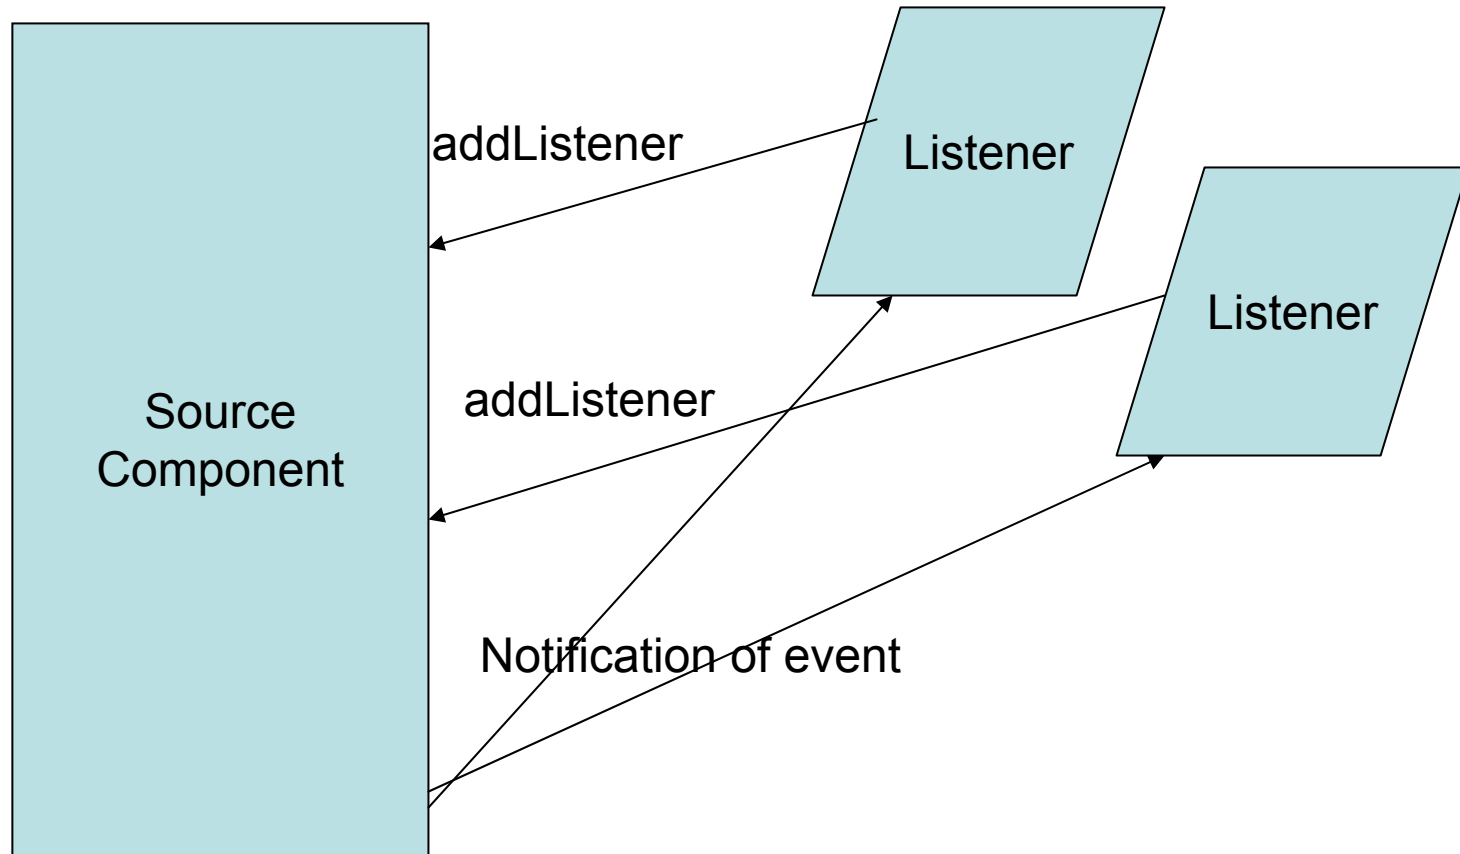 addListener
Listener
Listener
addListener
Source
Component
Notification of event